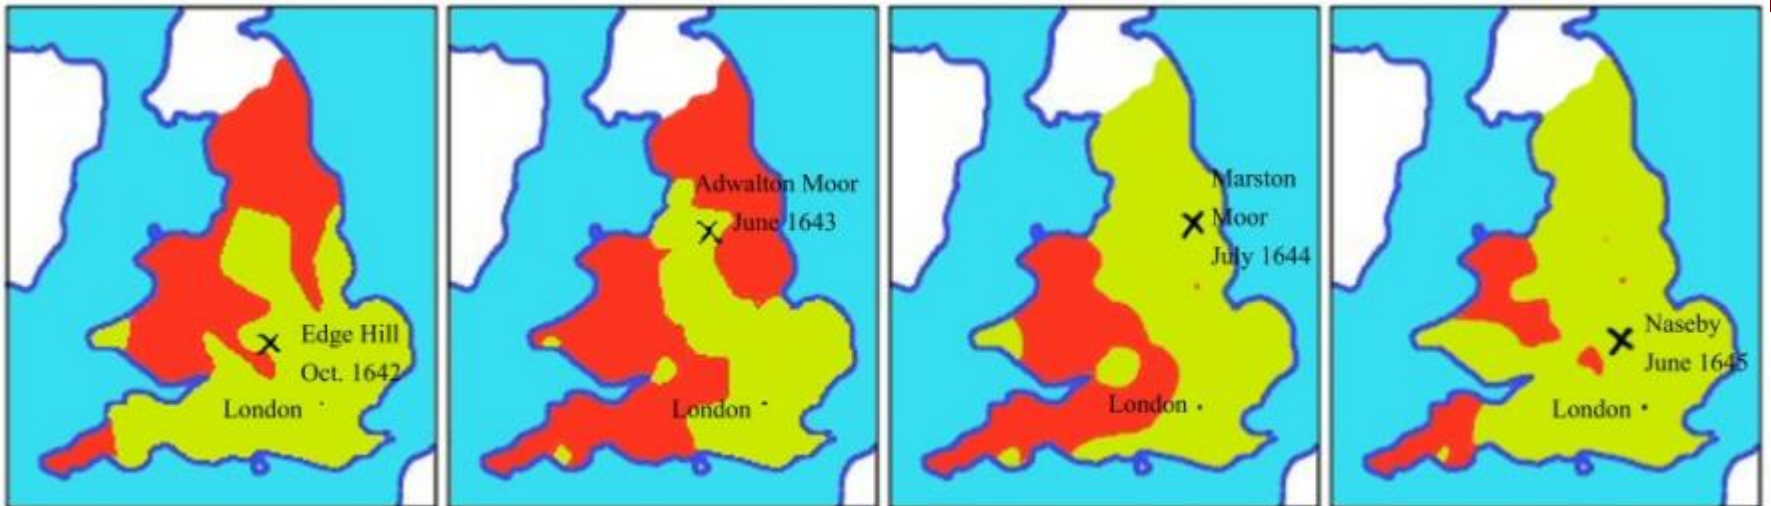 Edge Hill
Oct. 1642
London
Adwalton Moor
June 1643
London
Marston
Moor
July 1644
London
Naseby
June 1645
London